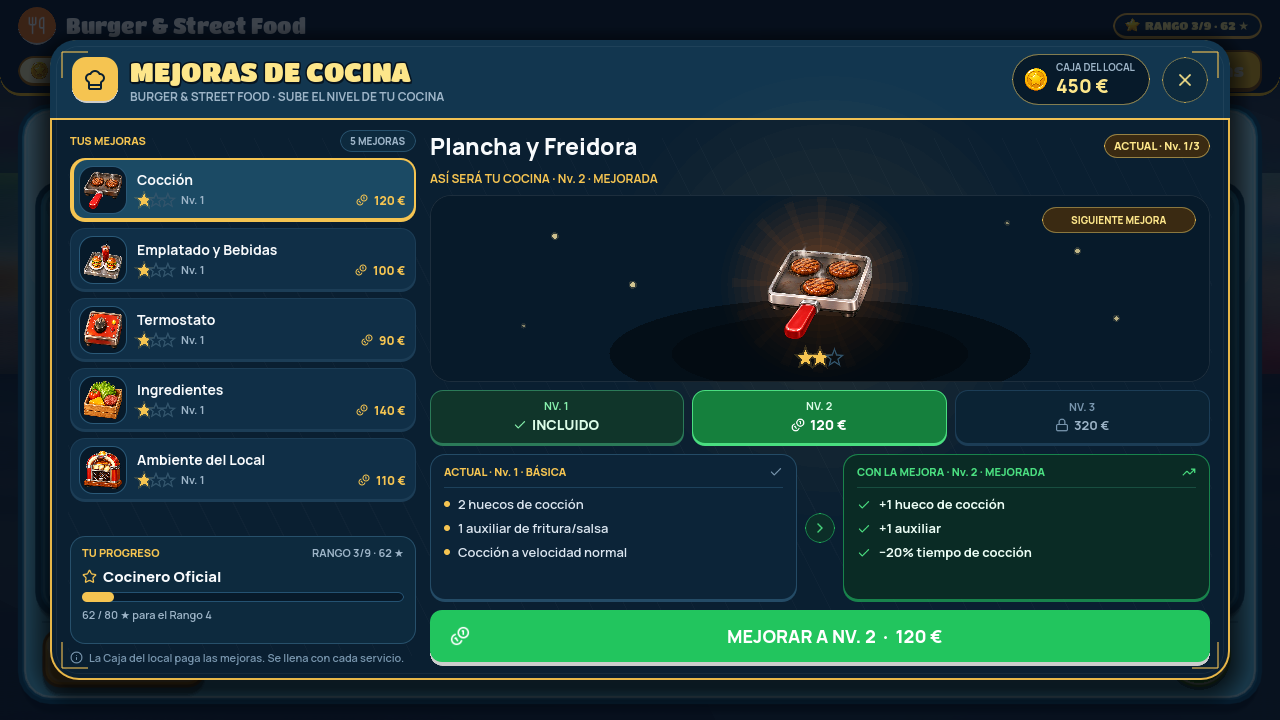 Burger & Street Food
RANGO 3/9 · 62 ★
MEJORAS DE COCINA
BURGER & STREET FOOD · SUBE EL NIVEL DE TU COCINA
CAJA DEL LOCAL
450 €
TUS MEJORAS
5 MEJORAS
Cocción
Nv. 1
120 €
Emplatado y Bebidas
Nv. 1
100 €
Termostato
Nv. 1
90 €
Ingredientes
Nv. 1
140 €
Ambiente del Local
Nv. 1
110 €
TU PROGRESO
RANGO 3/9 · 62 ★
Cocinero Oficial
62 / 80 ★ para el Rango 4
La Caja del local paga las mejoras. Se llena con cada servicio.
Plancha y Freidora
ACTUAL · Nv. 1/3
ASÍ SERÁ TU COCINA · Nv. 2 · MEJORADA
SIGUIENTE MEJORA
NV. 1
INCLUIDO
NV. 2
120 €
NV. 3
320 €
ACTUAL · Nv. 1 · BÁSICA
2 huecos de cocción
1 auxiliar de fritura/salsa
Cocción a velocidad normal
CON LA MEJORA · Nv. 2 · MEJORADA
+1 hueco de cocción
+1 auxiliar
−20% tiempo de cocción
MEJORAR A NV. 2 · 120 €